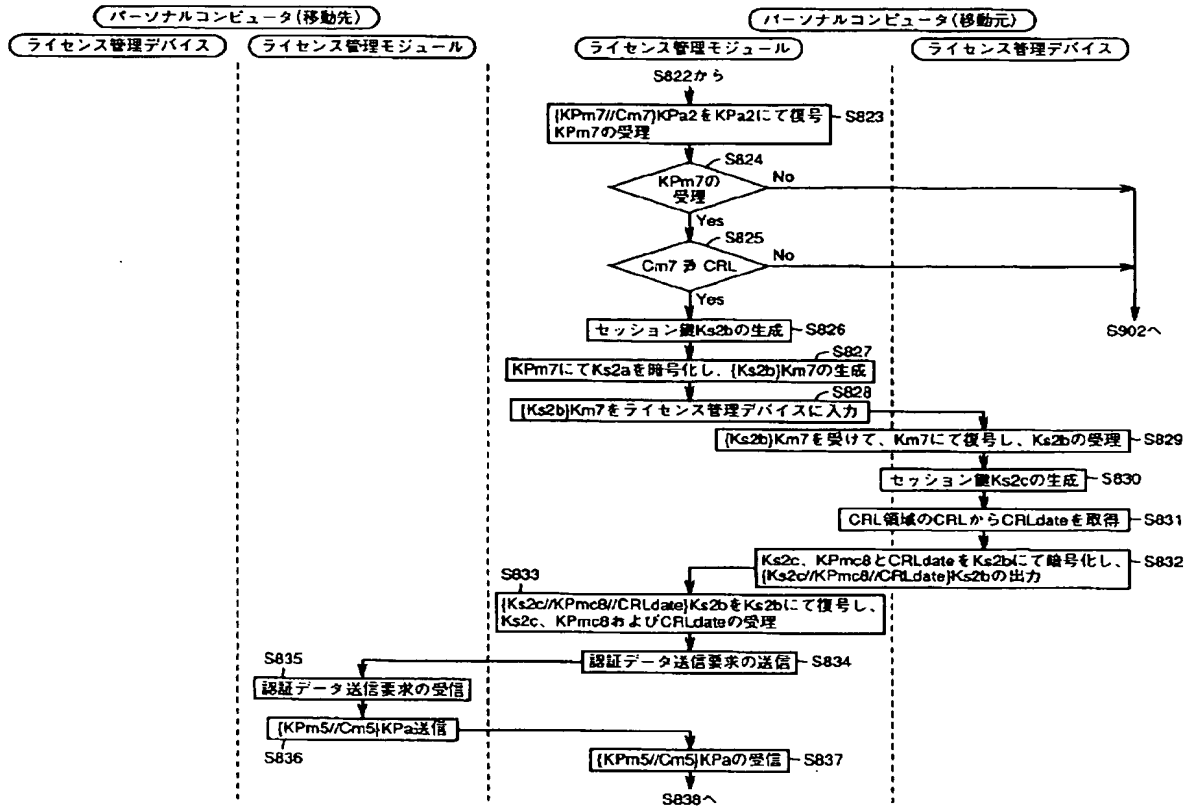 パーソナルコンピュータ(移動先)
パーソナルコンピュータ(移動元)
ライセンス管理デバイス
ライセンス管理モジュール
ライセンス管理モジュール
ライセンス管理デバイス
S822から
{KPm7//Cm7}KPa2をKPa2にて復号
KPm7の受理
S823
S824
KPm7の
受理
No
Yes
S825
Cm7 ∌ CRL
No
Yes
S902へ
セッション鍵Ks2bの生成
S826
S827
KPm7にてKs2aを暗号化し、{Ks2b}Km7の生成
S828
{Ks2b}Km7をライセンス管理デバイスに入力
{Ks2b}Km7を受けて、Km7にて復号し、Ks2bの受理
S829
セッション鍵Ks2cの生成
S830
CRL領域のCRLからCRLdateを取得
S831
Ks2c、KPmc8とCRLdateをKs2bにて暗号化し、
{Ks2c//KPmc8//CRLdate}Ks2bの出力
S832
S833
{Ks2c//KPmc8//CRLdate}Ks2bをKs2bにて復号し、
Ks2c、KPmc8およびCRLdateの受理
認証データ送信要求の送信
S834
S835
認証データ送信要求の受信
{KPm5//Cm5}KPa送信
S836
{KPm5//Cm5}KPaの受信
S837
S838へ